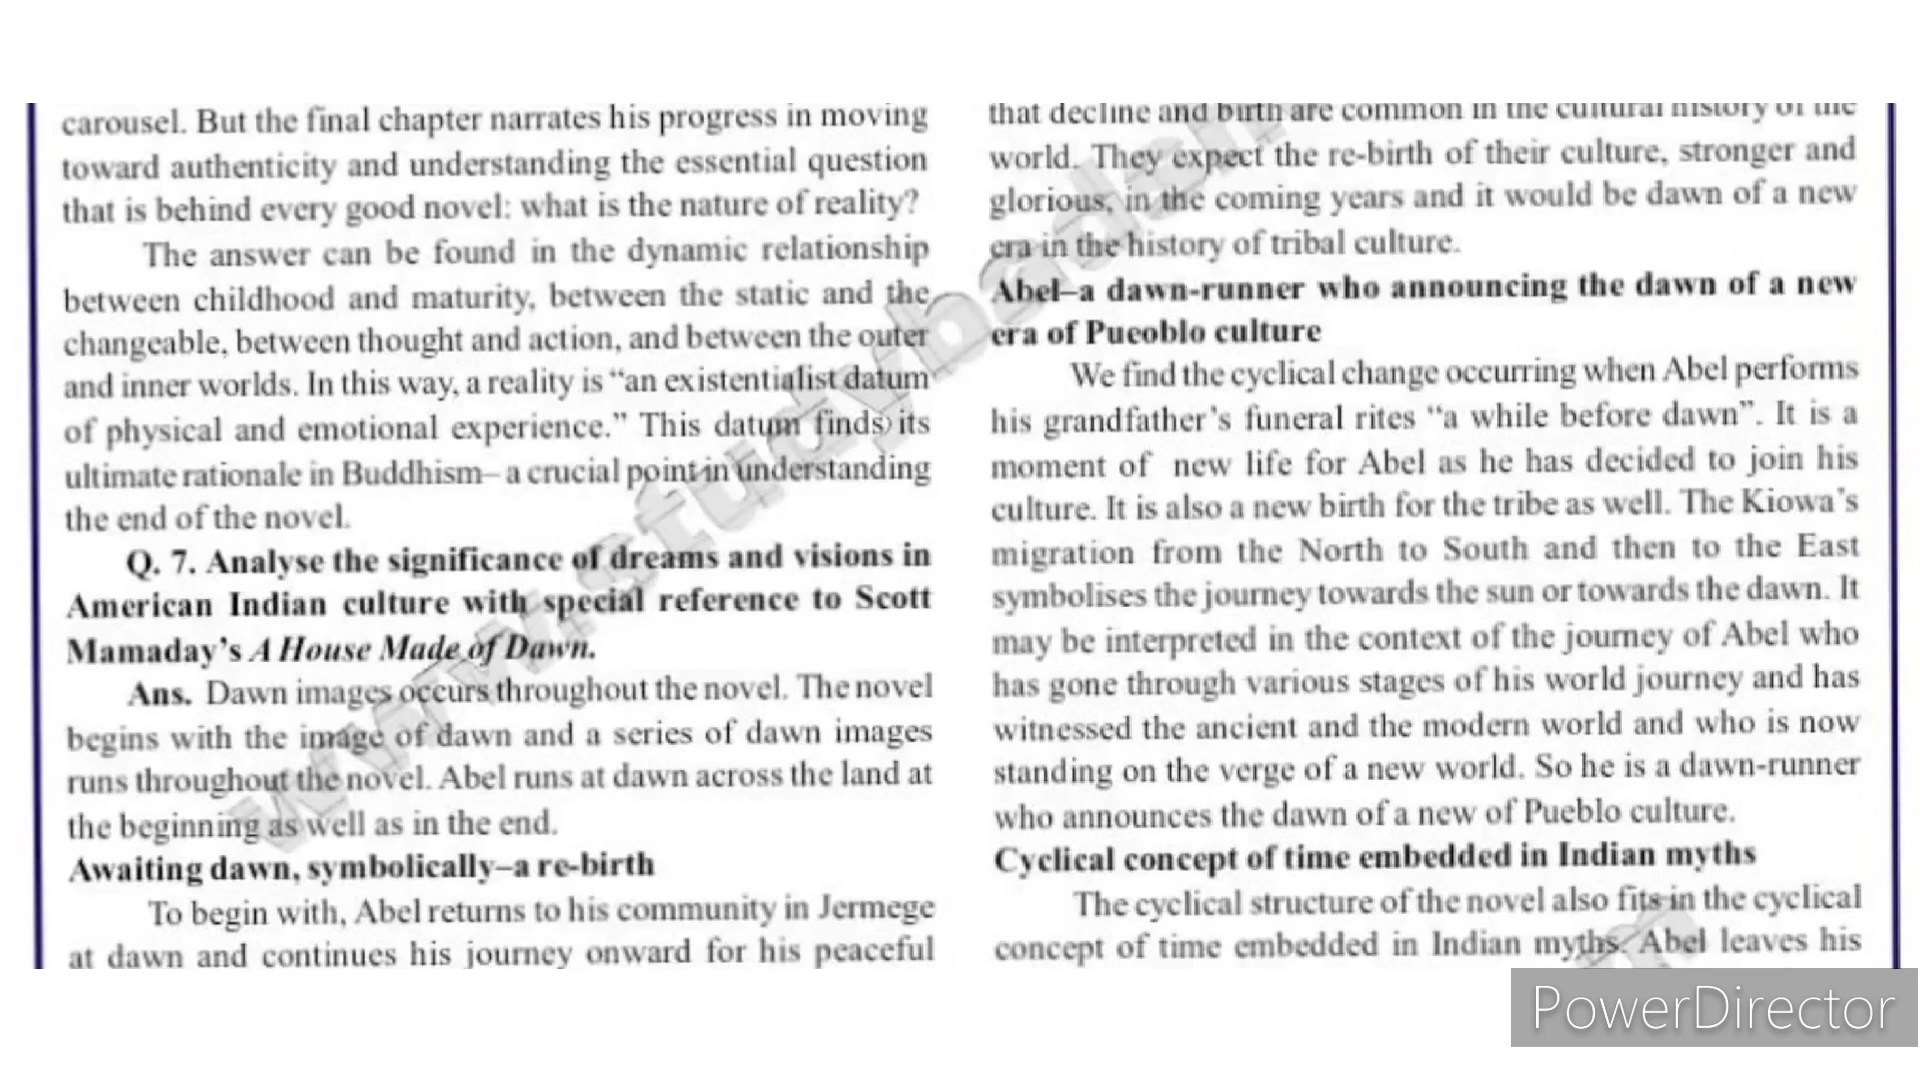 carousel. But the final chapter narrates his progress in moving
toward authenticity and understanding the essential question
that is behind every good novel: what is the nature of reality?
The answer can be found in the dynamic relationship
between childhood and maturity, between the static and the
changeable, between thought and action, and between the outer
and inner worlds. In this way, a reality is “an existentialist datum
of physical and emotional experience.” This datum finds its
ultimate rationale in Buddhism– a crucial point in understanding
the end of the novel.
Q. 7. Analyse the significance of dreams and visions in
American Indian culture with special reference to Scott
Mamaday’s A House Made of Dawn.
Ans. Dawn images occurs throughout the novel. The novel
begins with the image of dawn and a series of dawn images
runs throughout the novel. Abel runs at dawn across the land at
the beginning as well as in the end.
Awaiting dawn, symbolically–a re-birth
To begin with, Abel returns to his community in Jermege
at dawn and continues his journey onward for his peaceful
that decline and birth are common in the cultural history of the
world. They expect the re-birth of their culture, stronger and
glorious, in the coming years and it would be dawn of a new
era in the history of tribal culture.
Abel–a dawn-runner who announcing the dawn of a new
era of Pueoblo culture
We find the cyclical change occurring when Abel performs
his grandfather’s funeral rites “a while before dawn”. It is a
moment of new life for Abel as he has decided to join his
culture. It is also a new birth for the tribe as well. The Kiowa’s
migration from the North to South and then to the East
symbolises the journey towards the sun or towards the dawn. It
may be interpreted in the context of the journey of Abel who
has gone through various stages of his world journey and has
witnessed the ancient and the modern world and who is now
standing on the verge of a new world. So he is a dawn-runner
who announces the dawn of a new of Pueblo culture.
Cyclical concept of time embedded in Indian myths
The cyclical structure of the novel also fits in the cyclical
concept of time embedded in Indian myths. Abel leaves his
www.studybadsh
m
PowerDirector